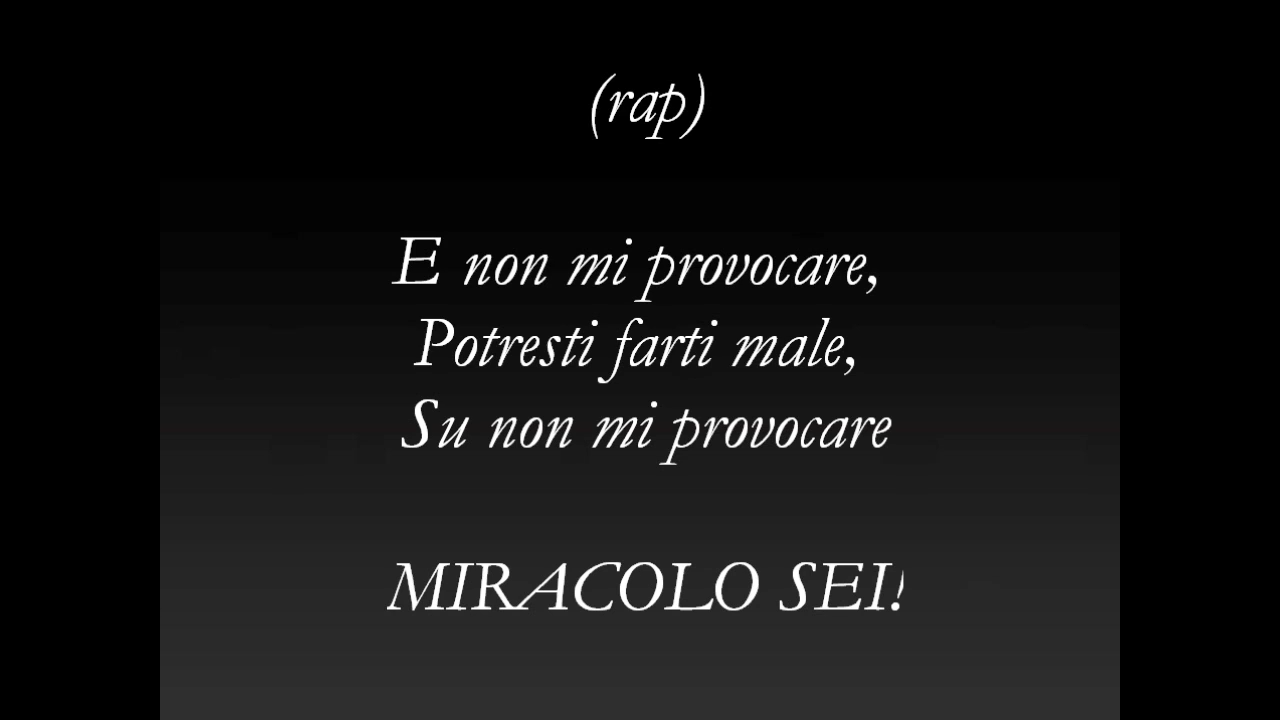 (rap)
E non mi provocare,
Potresti farti male,
Su non mi provocare
MIRACOLO SEI!